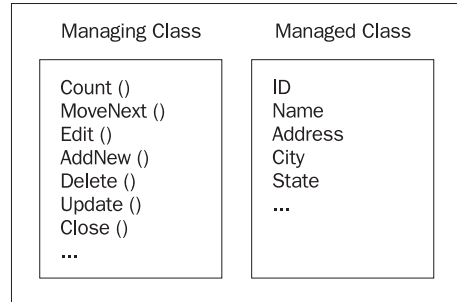 Managing Class
Count ()
MoveNext ()
Edit ()
AddNew ()
Delete ()
Update ()
Close ()
...
Managed Class
ID
Name
Address
City
State
...